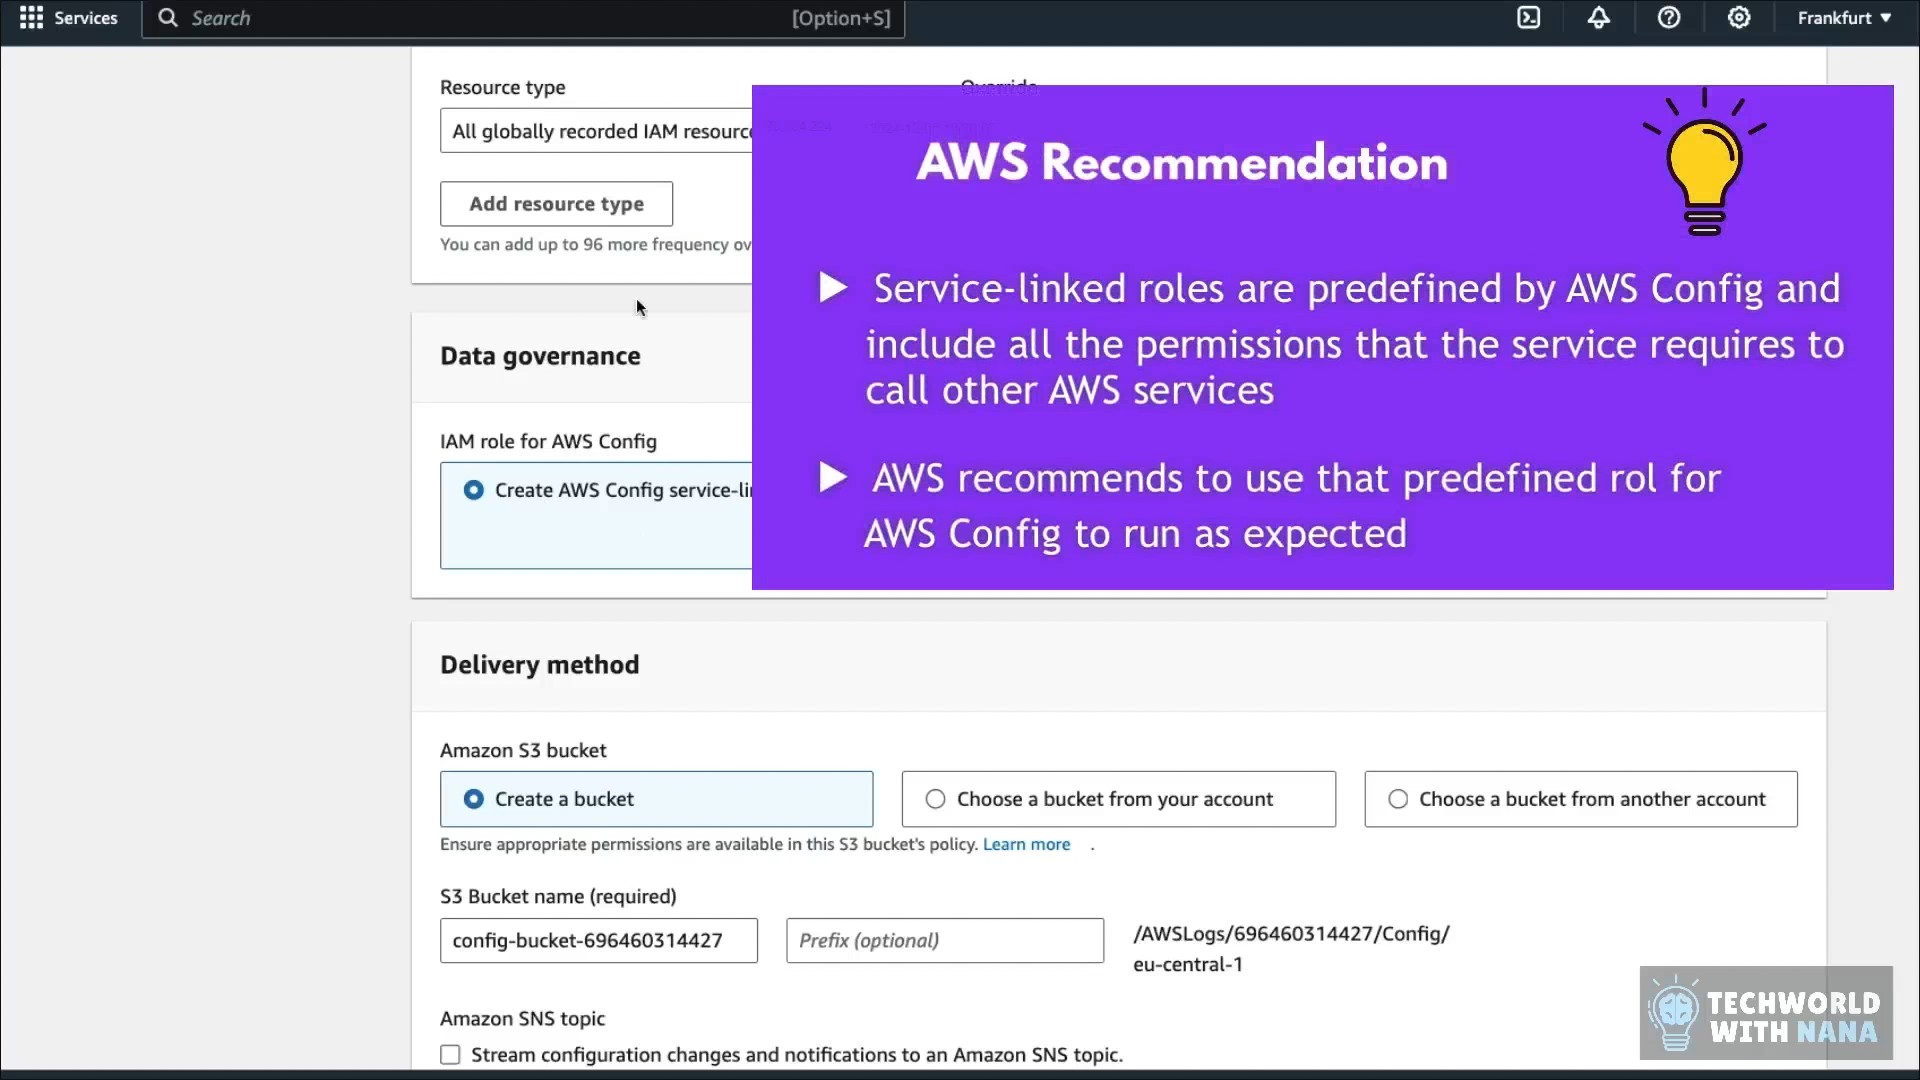 Services
Search
[Option+S]
Frankfurt
Resource type
Override
All globally recorded IAM resourc
Add resource type
You can add up to 96 more frequency ov
AWS Recommendation
Service-linked roles are predefined by AWS Config and
include all the permissions that the service requires to
call other AWS services
AWS recommends to use that predefined rol for
AWS Config to run as expected
Data governance
IAM role for AWS Config
Create AWS Config service-li
Delivery method
Amazon S3 bucket
Create a bucket
Choose a bucket from your account
Choose a bucket from another account
Ensure appropriate permissions are available in this S3 bucket's policy. Learn more .
S3 Bucket name (required)
config-bucket-696460314427
Prefix (optional)
/AWSLogs/696460314427/Config/
eu-central-1
Amazon SNS topic
Stream configuration changes and notifications to an Amazon SNS topic.
TECHWORLD
WITH NANA